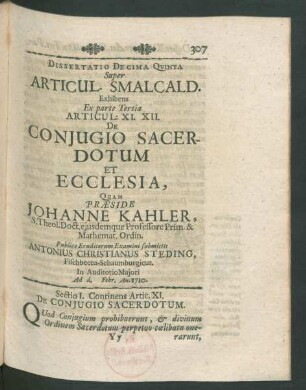 307
DISSERTATIO DECIMA QUINTA
Super
ARTICUL. SMALCALD.
Exhibens
Ex parte Tertia
ARTICUL. XI. XII.
DE
CONJUGIO SACER-
DOTUM
ET
ECCLESIA,
QUAM
PRÆSIDE
JOHANNE KAHLER,
S. Theol. Doct. ejusdemque Professore Prim. &
Mathemat. Ordin.
Publico Eruditorum Examini submittit
ANTONIUS CHRISTIANUS STEDING,
Fischbecca-Schaumburgicus.
In Auditorio Majori
Ad d. Febr. An. 1710.
Sectio I. Continens Artic. XI.
DE CONJUGIO SACERDOTUM.
QUod Conjugium prohibuerunt, & divinum
Ordinem Sacerdotum perpetuo cælibatu one-
Yy
rarunt,